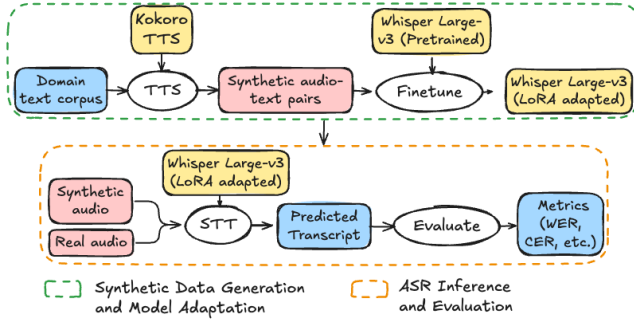 Kokoro
TTS
Whisper Large-
v3 (Pretrained)
Domain
text corpus
TTS
Synthetic audio-
text pairs
Finetune
Whisper Large-v3
(LoRA adapted)
Whisper Large-v3
(LoRA adapted)
Synthetic
audio
Real audio
STT
Predicted
Transcript
Evaluate
Metrics
(WER,
CER, etc.)
Synthetic Data Generation
and Model Adaptation
ASR Inference
and Evaluation